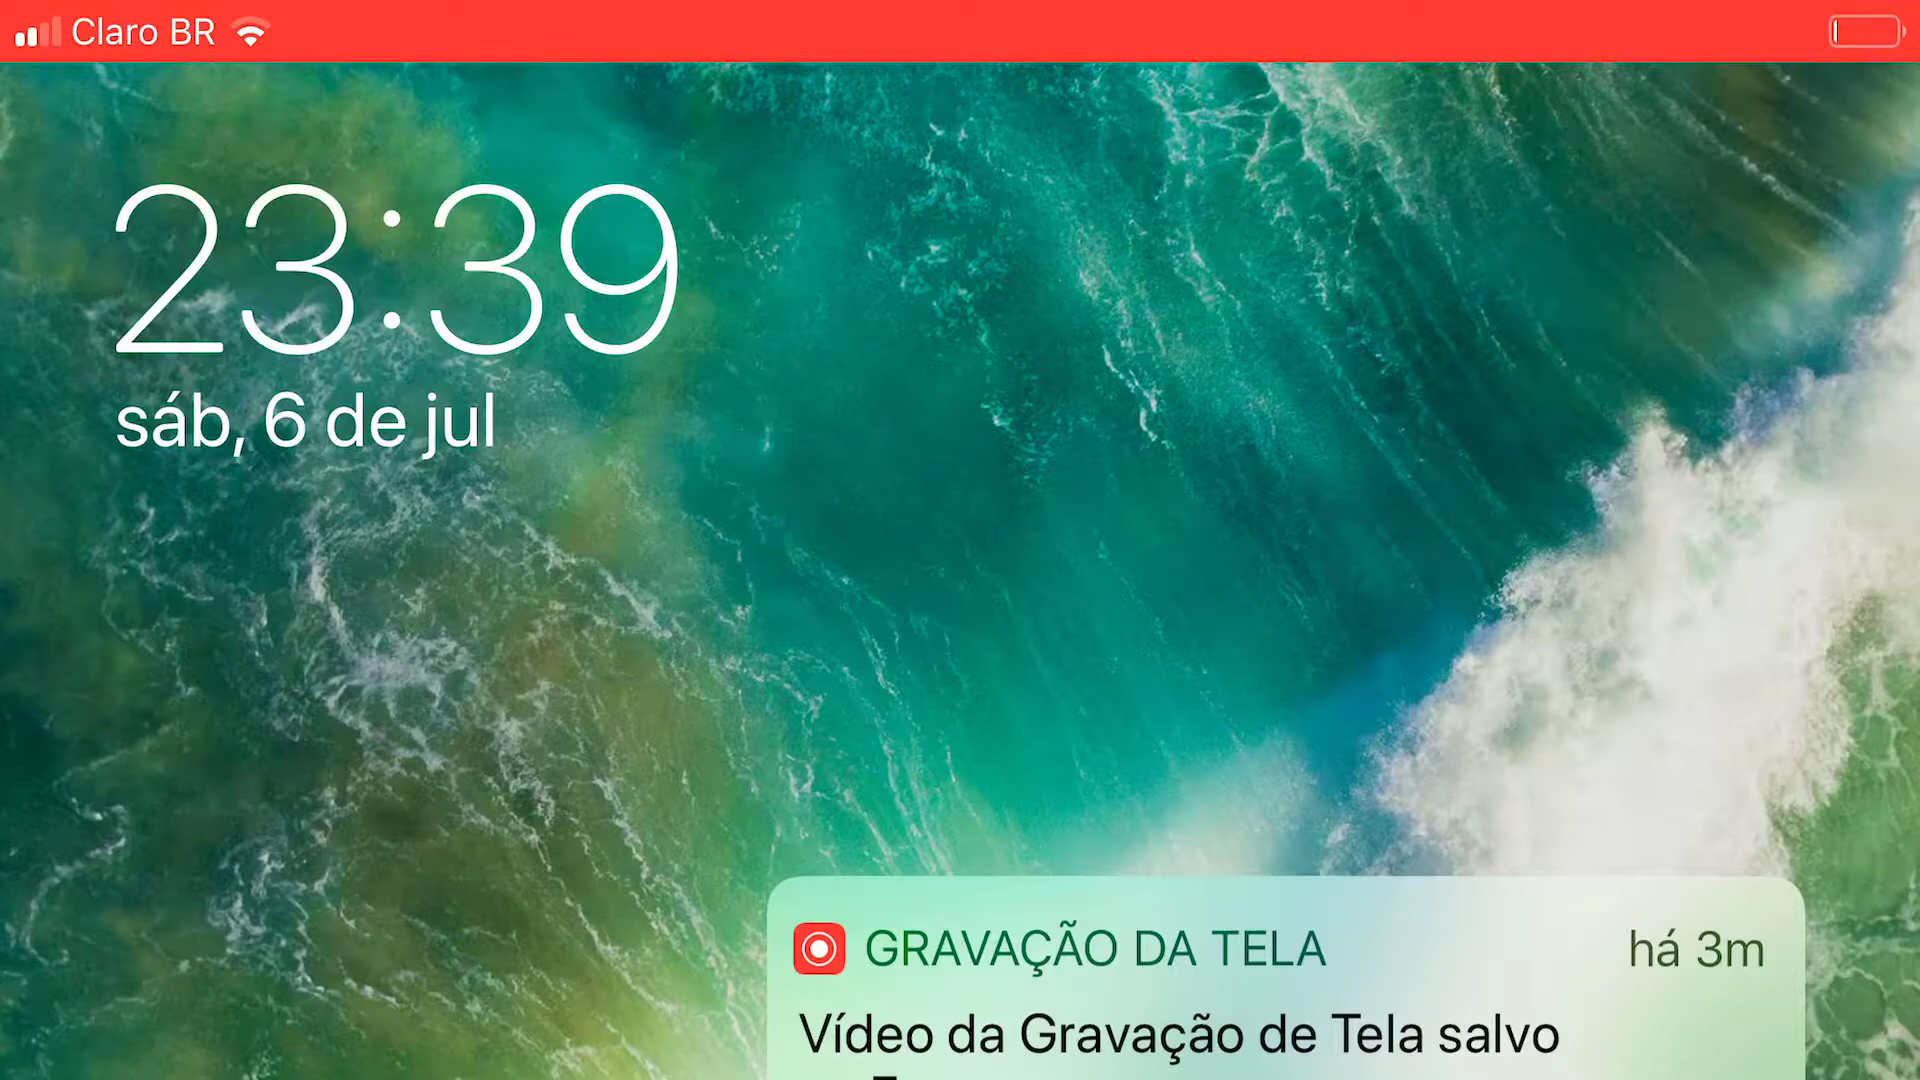 Claro BR
23:39
sáb, 6 de jul
GRAVAÇÃO DA TELA
há 3m
Vídeo da Gravação de Tela salvo